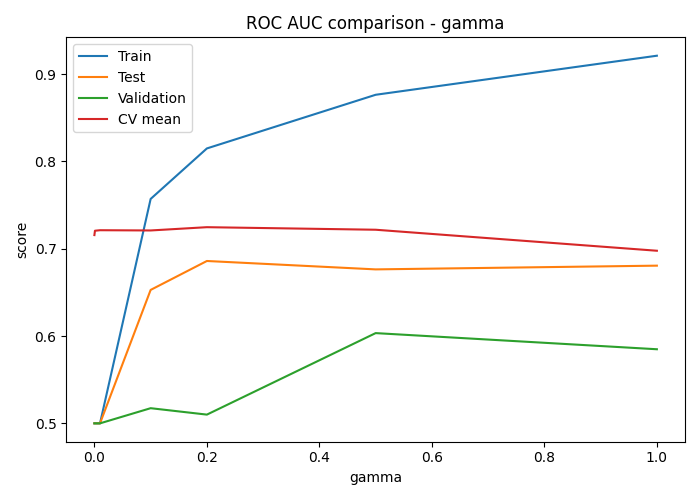 ROC AUC comparison - gamma
Train
Test
Validation
CV mean
score
0.9
0.8
0.7
0.6
0.5
0.0 0.2 0.4 0.6 0.8 1.0
gamma